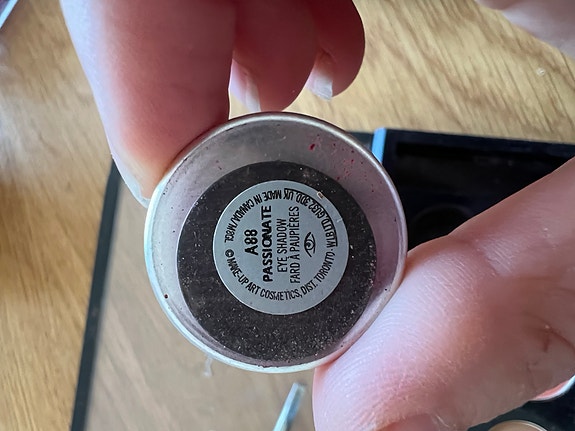 A88
PASSIONATE
EYE SHADOW
FARD À PAUPIÈRES
© MAKE-UP ART COSMETICS, DIST. TORONTO
MADE IN CANADA